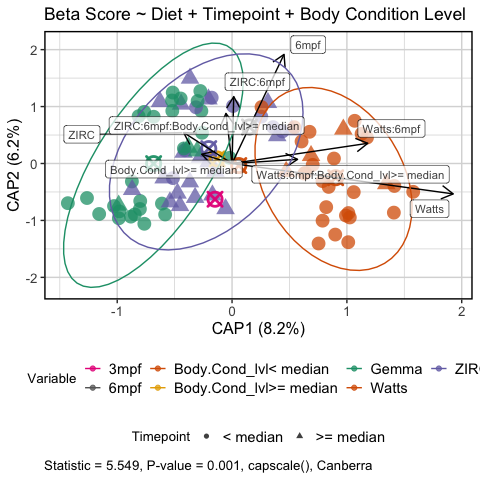 Beta Score ~ Diet + Timepoint + Body Condition Level
6mpf
ZIRC:6mpf
ZIRC
ZIRC:6mpf:Body.Cond_lvl>= median
Watts:6mpf
Body.Cond_lvl>= median
Watts:6mpf:Body.Cond_lvl>= median
Watts
CAP2 (6.2%)
2
1
0
-1
-2
-1
0
1
2
CAP1 (8.2%)
Variable
3mpf
Body.Cond_lvl< median
Gemma
ZIRC
6mpf
Body.Cond_lvl>= median
Watts
Timepoint
< median
>= median
Statistic = 5.549, P-value = 0.001, capscale(), Canberra